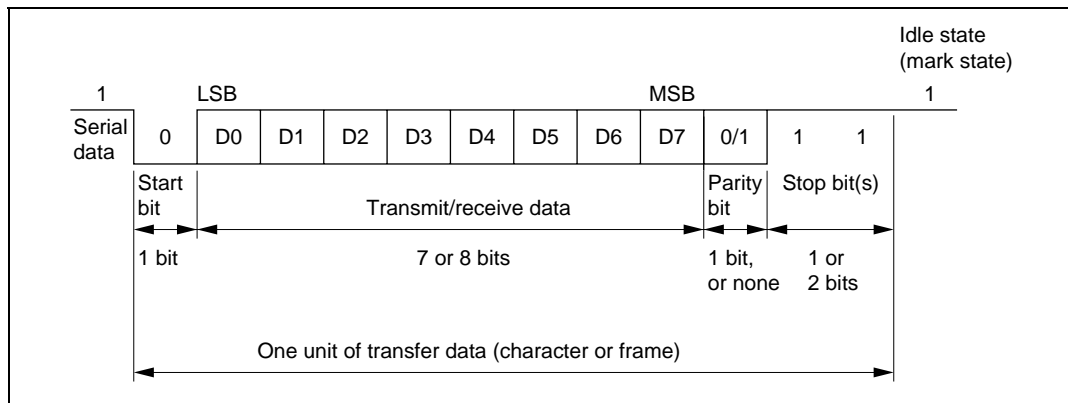 Idle state
(mark state)
1 LSB MSB 1
Serial
data
0 D0 D1 D2 D3 D4 D5 D6 D7 0/1 1 1
Start
bit
Transmit/receive data
Parity
bit
Stop bit(s)
1 bit
7 or 8 bits
1 bit,
or none
1 or
2 bits
One unit of transfer data (character or frame)